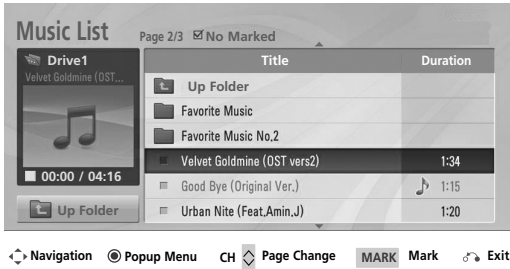 Music List
Page 2/3 No Marked
Drive1
Velvet Goldmine (OST...
00:00 / 04:16
Up Folder
Title Duration
Up Folder
Favorite Music
Favorite Music No.2
Velvet Goldmine (OST vers2) 1:34
Good Bye (Original Ver.) 1:15
Urban Nite (Feat.Amin.J) 1:20
Navigation Popup Menu CH Page Change MARK Mark Exit